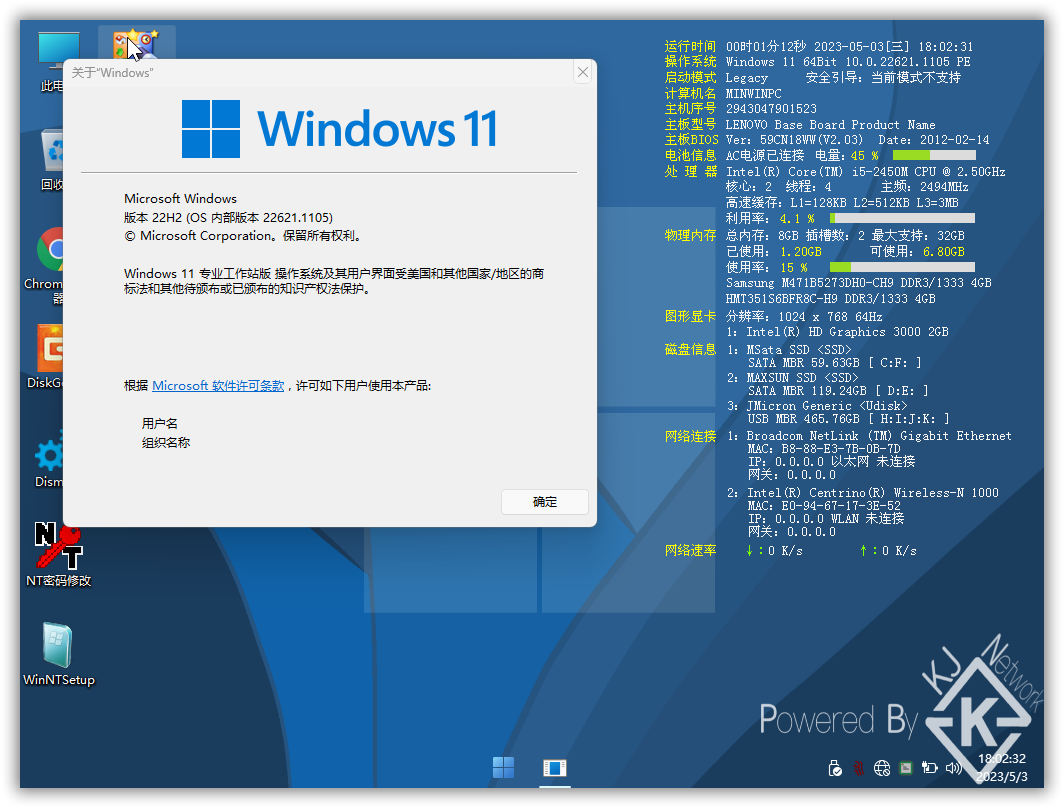 此电
回收
Chrom
器
DiskG
Dism
NT密码修改
WinNTSetup
关于"Windows"
Windows 11
Microsoft Windows
版本 22H2 (OS 内部版本 22621.1105)
© Microsoft Corporation。保留所有权利。
Windows 11 专业工作站版 操作系统及其用户界面受美国和其他国家/地区的商
标法和其他待颁布或已颁布的知识产权法保护。
根据 Microsoft 软件许可条款，许可如下用户使用本产品:
用户名
组织名称
确定
运行时间 00时01分12秒 2023-05-03[三] 18:02:31
操作系统 Windows 11 64Bit 10.0.22621.1105 PE
启动模式 Legacy 安全引导: 当前模式不支持
计算机名 MINWINPC
主机序号 2943047901523
主板型号 LENOVO Base Board Product Name
主板BIOS Ver: 59CN18WW(V2.03) Date: 2012-02-14
电池信息 AC电源已连接 电量: 45 %
处 理 器 Intel(R) Core(TM) i5-2450M CPU @ 2.50GHz
核心: 2 线程: 4 主频: 2494MHz
高速缓存: L1=128KB L2=512KB L3=3MB
利用率: 4.1 %
物理内存 总内存: 8GB 插槽数: 2 最大支持: 32GB
已使用: 1.20GB 可使用: 6.80GB
使用率: 15 %
Samsung M471B5273DH0-CH9 DDR3/1333 4GB
HMT351S6BFR8C-H9 DDR3/1333 4GB
图形显卡 分辨率: 1024 x 768 64Hz
1: Intel(R) HD Graphics 3000 2GB
磁盘信息 1: MSata SSD <SSD>
SATA MBR 59.63GB [ C:F: ]
2: MAXSUN SSD <SSD>
SATA MBR 119.24GB [ D:E: ]
3: JMicron Generic <Udisk>
USB MBR 465.76GB [ H:I:J:K: ]
网络连接 1: Broadcom NetLink (TM) Gigabit Ethernet
MAC: B8-88-E3-7B-0B-7D
IP: 0.0.0.0 以太网 未连接
网关: 0.0.0.0
2: Intel(R) Centrino(R) Wireless-N 1000
MAC: E0-94-67-17-3E-52
IP: 0.0.0.0 WLAN 未连接
网关: 0.0.0.0
网络速率 ↓:0 K/s ↑:0 K/s
Powered By
KJ Network
K
18:02:32
2023/5/3